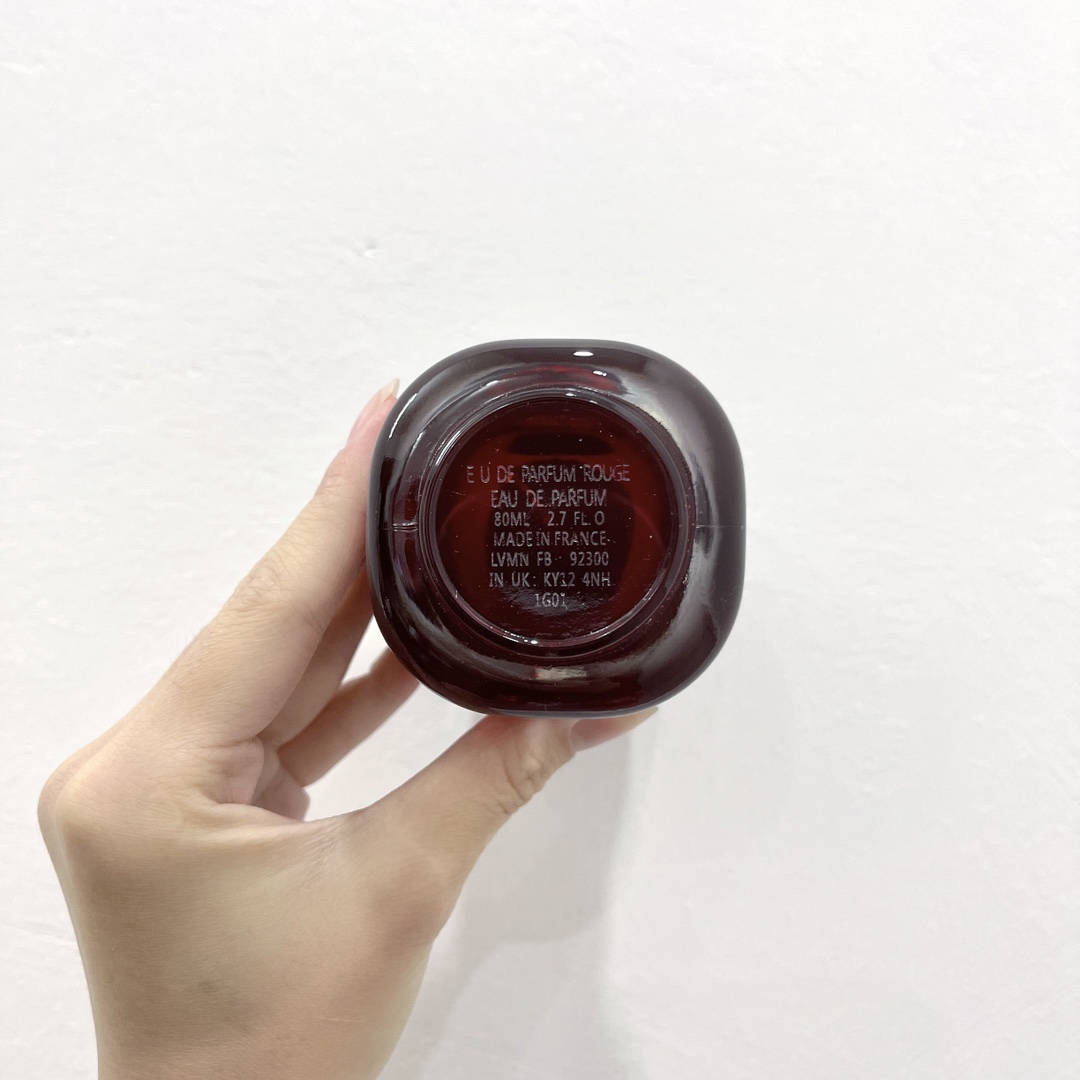 E U DE PARFUM ROUGE
EAU DE PARFUM
80ML 2.7 FL. O
MADE IN FRANCE
LVMN FB 92300
IN UK: KY12 4NH
1G01